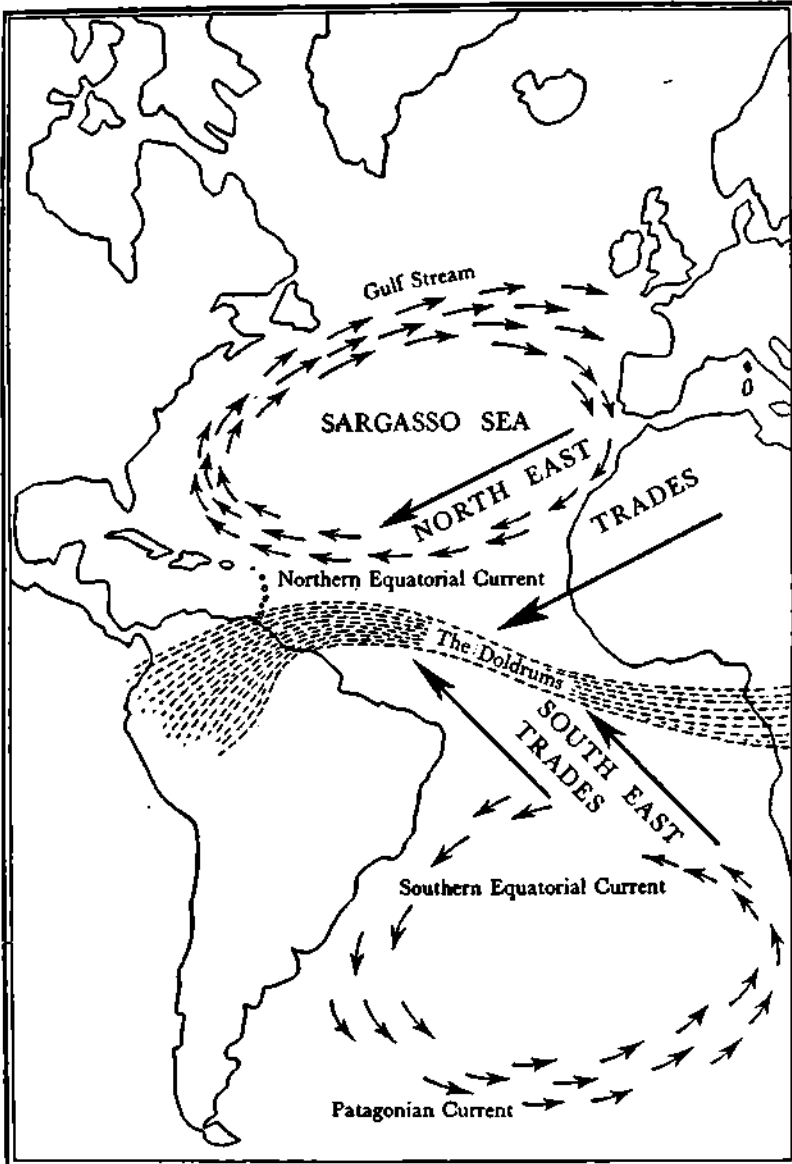 Gulf Stream
SARGASSO SEA
NORTH EAST
TRADES
Northern Equatorial Current
The Doldrums
SOUTH EAST
TRADES
Southern Equatorial Current
Patagonian Current